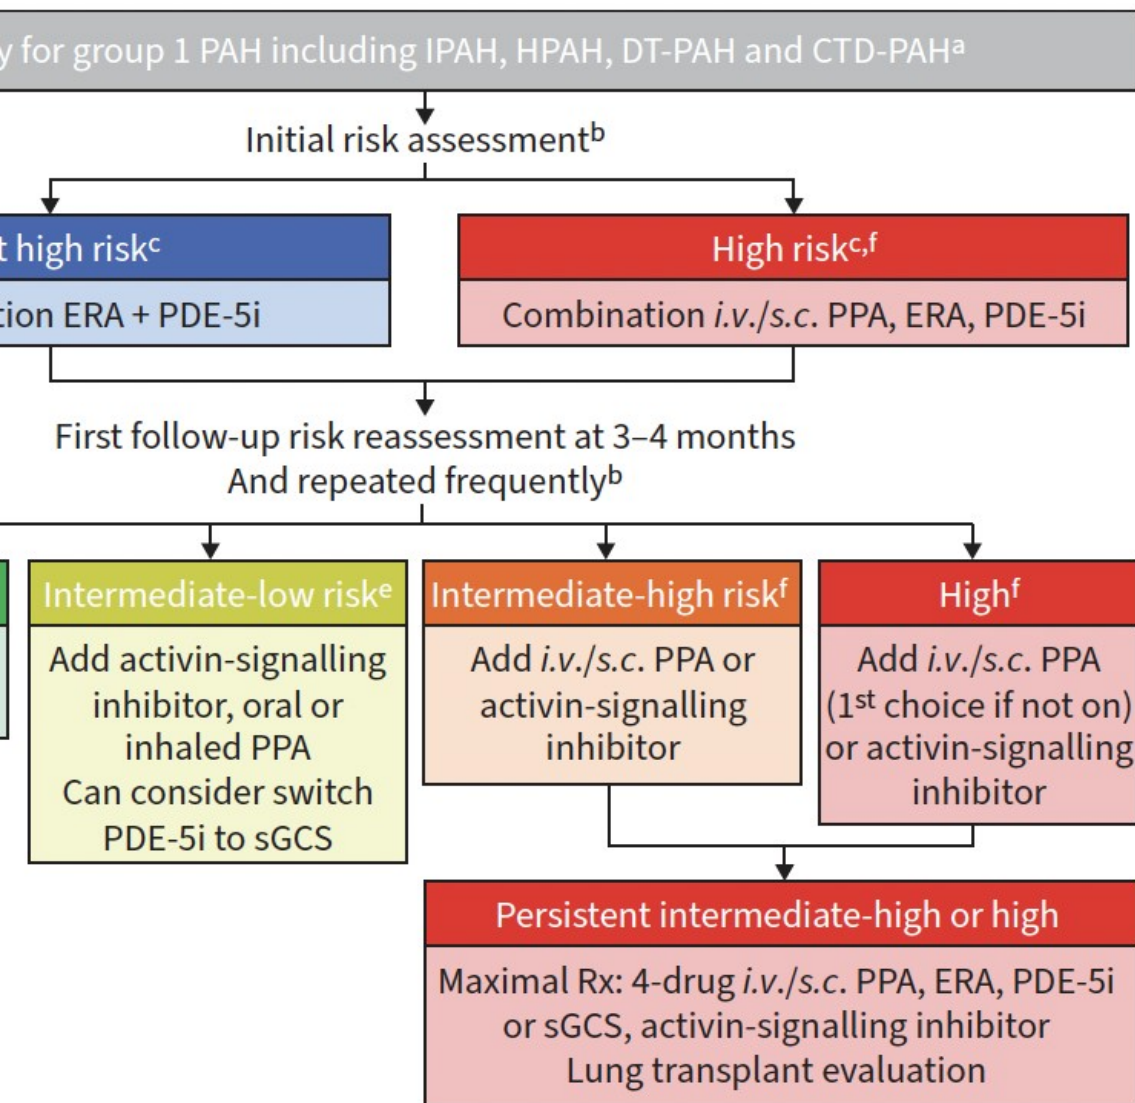 y for group 1 PAH including IPAH, HPAH, DT-PAH and CTD-PAHᵃ
Initial risk assessmentᵇ
t high riskᶜ
High riskᶜ,ᶠ
tion ERA + PDE-5i
Combination i.v./s.c. PPA, ERA, PDE-5i
First follow-up risk reassessment at 3–4 months
And repeated frequentlyᵇ
Intermediate-low riskᵉ
Add activin-signalling
inhibitor, oral or
inhaled PPA
Can consider switch
PDE-5i to sGCS
Intermediate-high riskᶠ
Add i.v./s.c. PPA or
activin-signalling
inhibitor
Highᶠ
Add i.v./s.c. PPA
(1ˢᵗ choice if not on)
or activin-signalling
inhibitor
Persistent intermediate-high or high
Maximal Rx: 4-drug i.v./s.c. PPA, ERA, PDE-5i
or sGCS, activin-signalling inhibitor
Lung transplant evaluation